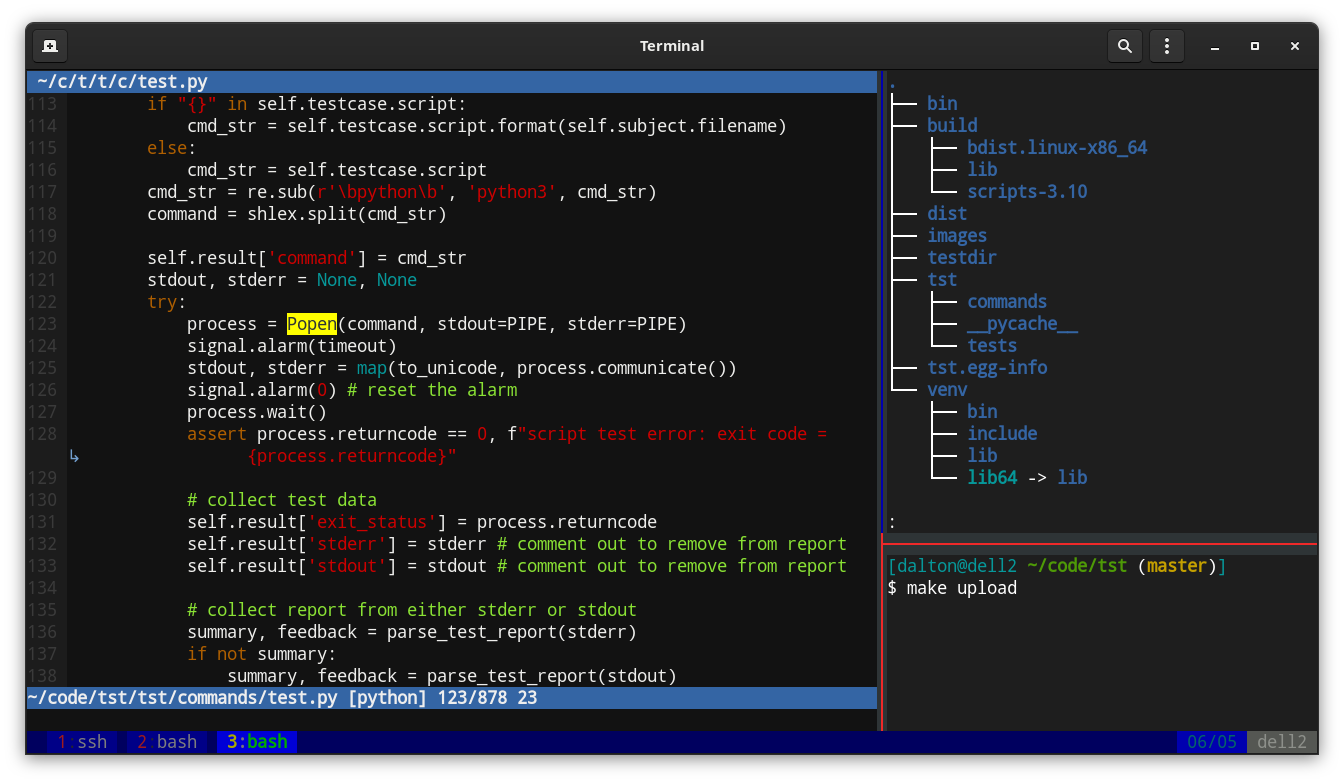 Terminal
~/c/t/t/c/test.py
113         if "{}" in self.testcase.script:
114             cmd_str = self.testcase.script.format(self.subject.filename)
115         else:
116             cmd_str = self.testcase.script
117         cmd_str = re.sub(r'\bpython\b', 'python3', cmd_str)
118         command = shlex.split(cmd_str)
119
120         self.result['command'] = cmd_str
121         stdout, stderr = None, None
122         try:
123             process = Popen(command, stdout=PIPE, stderr=PIPE)
124             signal.alarm(timeout)
125             stdout, stderr = map(to_unicode, process.communicate())
126             signal.alarm(0) # reset the alarm
127             process.wait()
128             assert process.returncode == 0, f"script test error: exit code =
↳                 {process.returncode}"
129
130             # collect test data
131             self.result['exit_status'] = process.returncode
132             self.result['stderr'] = stderr # comment out to remove from report
133             self.result['stdout'] = stdout # comment out to remove from report
134
135             # collect report from either stderr or stdout
136             summary, feedback = parse_test_report(stderr)
137             if not summary:
138                 summary, feedback = parse_test_report(stdout)
~/code/tst/tst/commands/test.py [python] 123/878 23
.
├── bin
├── build
│   ├── bdist.linux-x86_64
│   ├── lib
│   └── scripts-3.10
├── dist
├── images
├── testdir
├── tst
│   ├── commands
│   ├── __pycache__
│   └── tests
├── tst.egg-info
└── venv
    ├── bin
    ├── include
    ├── lib
    └── lib64 -> lib
:
[dalton@dell2 ~/code/tst (master)]
$ make upload
1:ssh 2:bash 3:bash 06/05 dell2